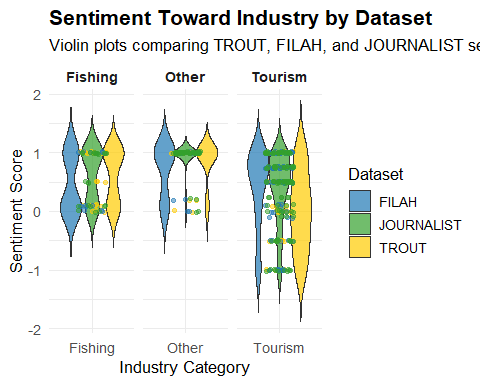 Sentiment Toward Industry by Dataset
Violin plots comparing TROUT, FILAH, and JOURNALIST se
Fishing Other Tourism
2
1
0
-1
-2
Sentiment Score
Fishing Other Tourism
Industry Category
Dataset
FILAH
JOURNALIST
TROUT